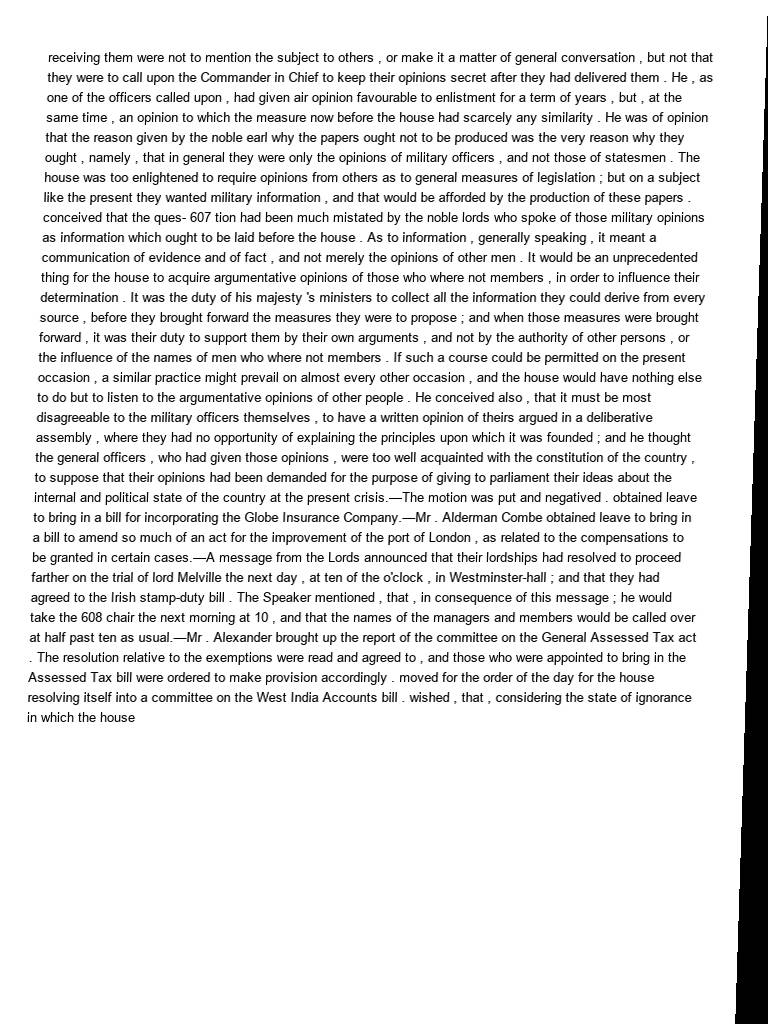 receiving them were not to mention the subject to others , or make it a matter of general conversation , but not that
they were to call upon the Commander in Chief to keep their opinions secret after they had delivered them . He , as
one of the officers called upon , had given air opinion favourable to enlistment for a term of years , but , at the
same time , an opinion to which the measure now before the house had scarcely any similarity . He was of opinion
that the reason given by the noble earl why the papers ought not to be produced was the very reason why they
ought , namely , that in general they were only the opinions of military officers , and not those of statesmen . The
house was too enlightened to require opinions from others as to general measures of legislation ; but on a subject
like the present they wanted military information , and that would be afforded by the production of these papers .
conceived that the ques- 607 tion had been much mistated by the noble lords who spoke of those military opinions
as information which ought to be laid before the house . As to information , generally speaking , it meant a
communication of evidence and of fact , and not merely the opinions of other men . It would be an unprecedented
thing for the house to acquire argumentative opinions of those who where not members , in order to influence their
determination . It was the duty of his majesty 's ministers to collect all the information they could derive from every
source , before they brought forward the measures they were to propose ; and when those measures were brought
forward , it was their duty to support them by their own arguments , and not by the authority of other persons , or
the influence of the names of men who where not members . If such a course could be permitted on the present
occasion , a similar practice might prevail on almost every other occasion , and the house would have nothing else
to do but to listen to the argumentative opinions of other people . He conceived also , that it must be most
disagreeable to the military officers themselves , to have a written opinion of theirs argued in a deliberative
assembly , where they had no opportunity of explaining the principles upon which it was founded ; and he thought
the general officers , who had given those opinions , were too well acquainted with the constitution of the country ,
to suppose that their opinions had been demanded for the purpose of giving to parliament their ideas about the
internal and political state of the country at the present crisis.—The motion was put and negatived . obtained leave
to bring in a bill for incorporating the Globe Insurance Company.—Mr . Alderman Combe obtained leave to bring in
a bill to amend so much of an act for the improvement of the port of London , as related to the compensations to
be granted in certain cases.—A message from the Lords announced that their lordships had resolved to proceed
farther on the trial of lord Melville the next day , at ten of the o'clock , in Westminster-hall ; and that they had
agreed to the Irish stamp-duty bill . The Speaker mentioned , that , in consequence of this message ; he would
take the 608 chair the next morning at 10 , and that the names of the managers and members would be called over
at half past ten as usual.—Mr . Alexander brought up the report of the committee on the General Assessed Tax act
. The resolution relative to the exemptions were read and agreed to , and those who were appointed to bring in the
Assessed Tax bill were ordered to make provision accordingly . moved for the order of the day for the house
resolving itself into a committee on the West India Accounts bill . wished , that , considering the state of ignorance
in which the house